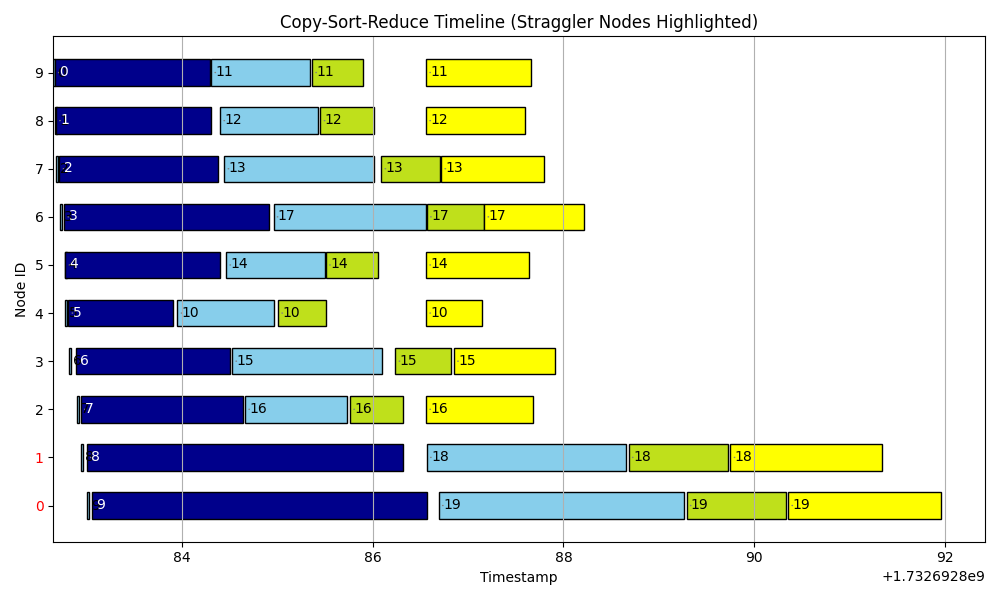 Copy-Sort-Reduce Timeline (Straggler Nodes Highlighted)
Node ID
9 0 11 11 11
8 1 12 12 12
7 2 13 13 13
6 3 17 17 17
5 4 14 14 14
4 5 10 10 10
3 6 15 15 15
2 7 16 16 16
1 8 18 18 18
0 9 19 19 19
84 86 88 90 92
Timestamp
+1.7326928e9